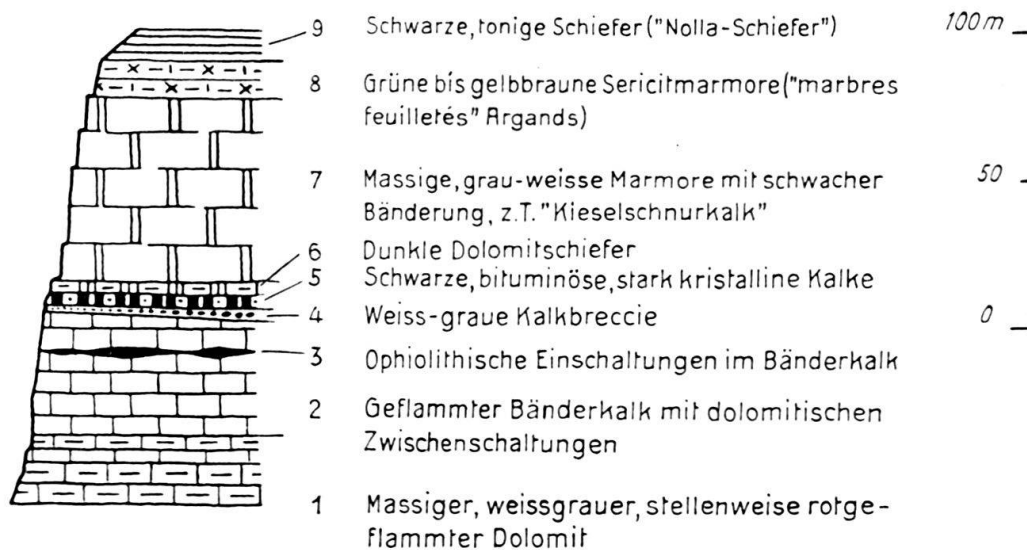 9 Schwarze, tonige Schiefer ("Nolla-Schiefer")
100m
8 Grüne bis gelbbraune Sericitmarmore ("marbres
feuilletés" Argands)
7 Massige, grau-weisse Marmore mit schwacher
50
Bänderung, z.T. "Kieselschnurkalk"
6 Dunkle Dolomitschiefer
5 Schwarze, bituminöse, stark kristalline Kalke
4 Weiss-graue Kalkbreccie
0
3 Ophiolithische Einschaltungen im Bänderkalk
2 Geflammter Bänderkalk mit dolomitischen
Zwischenschaltungen
1 Massiger, weissgrauer, stellenweise rotge-
flammter Dolomit